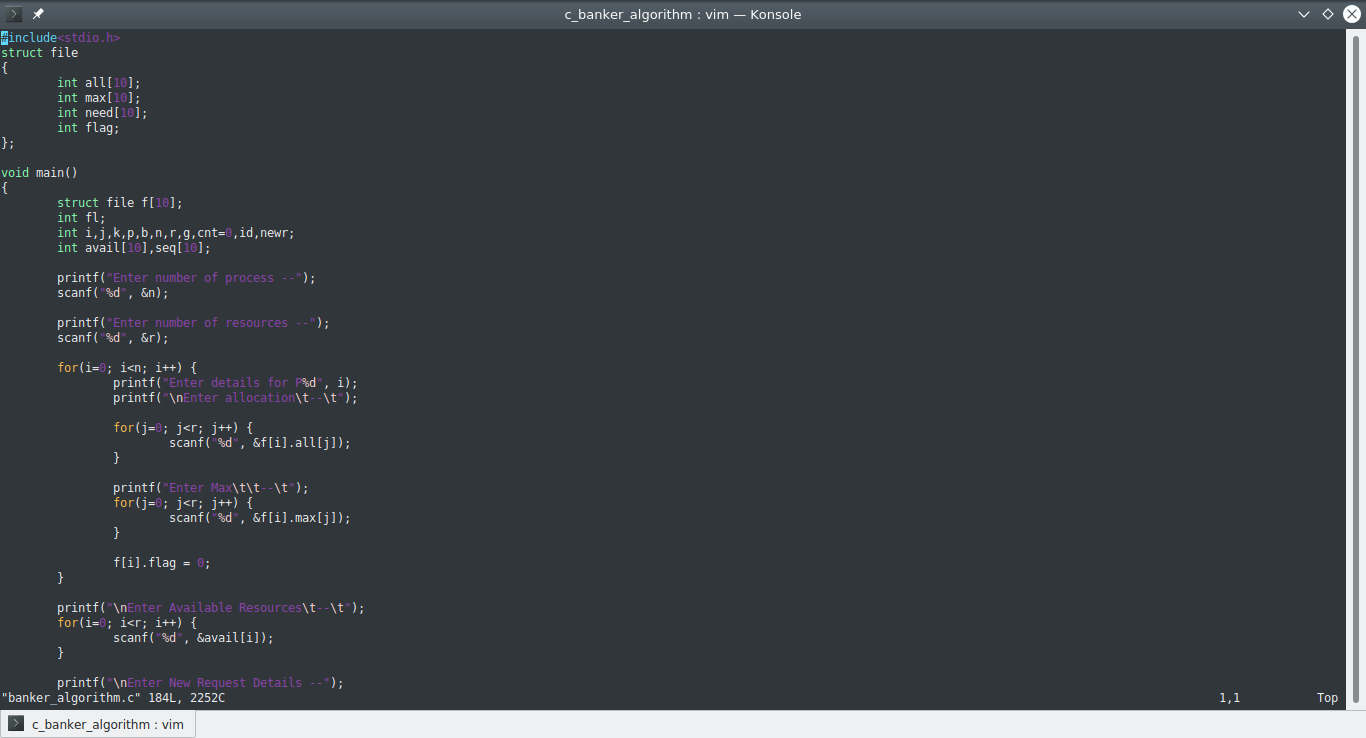 c_banker_algorithm : vim — Konsole
#include<stdio.h>
struct file
{
        int all[10];
        int max[10];
        int need[10];
        int flag;
};

void main()
{
        struct file f[10];
        int fl;
        int i,j,k,p,b,n,r,g,cnt=0,id,newr;
        int avail[10],seq[10];

        printf("Enter number of process --");
        scanf("%d", &n);

        printf("Enter number of resources --");
        scanf("%d", &r);

        for(i=0; i<n; i++) {
                printf("Enter details for P%d", i);
                printf("\nEnter allocation\t--\t");

                for(j=0; j<r; j++) {
                        scanf("%d", &f[i].all[j]);
                }

                printf("Enter Max\t\t--\t");
                for(j=0; j<r; j++) {
                        scanf("%d", &f[i].max[j]);
                }

                f[i].flag = 0;
        }

        printf("\nEnter Available Resources\t--\t");
        for(i=0; i<r; i++) {
                scanf("%d", &avail[i]);
        }

        printf("\nEnter New Request Details --");
"banker_algorithm.c" 184L, 2252C 1,1 Top
c_banker_algorithm : vim